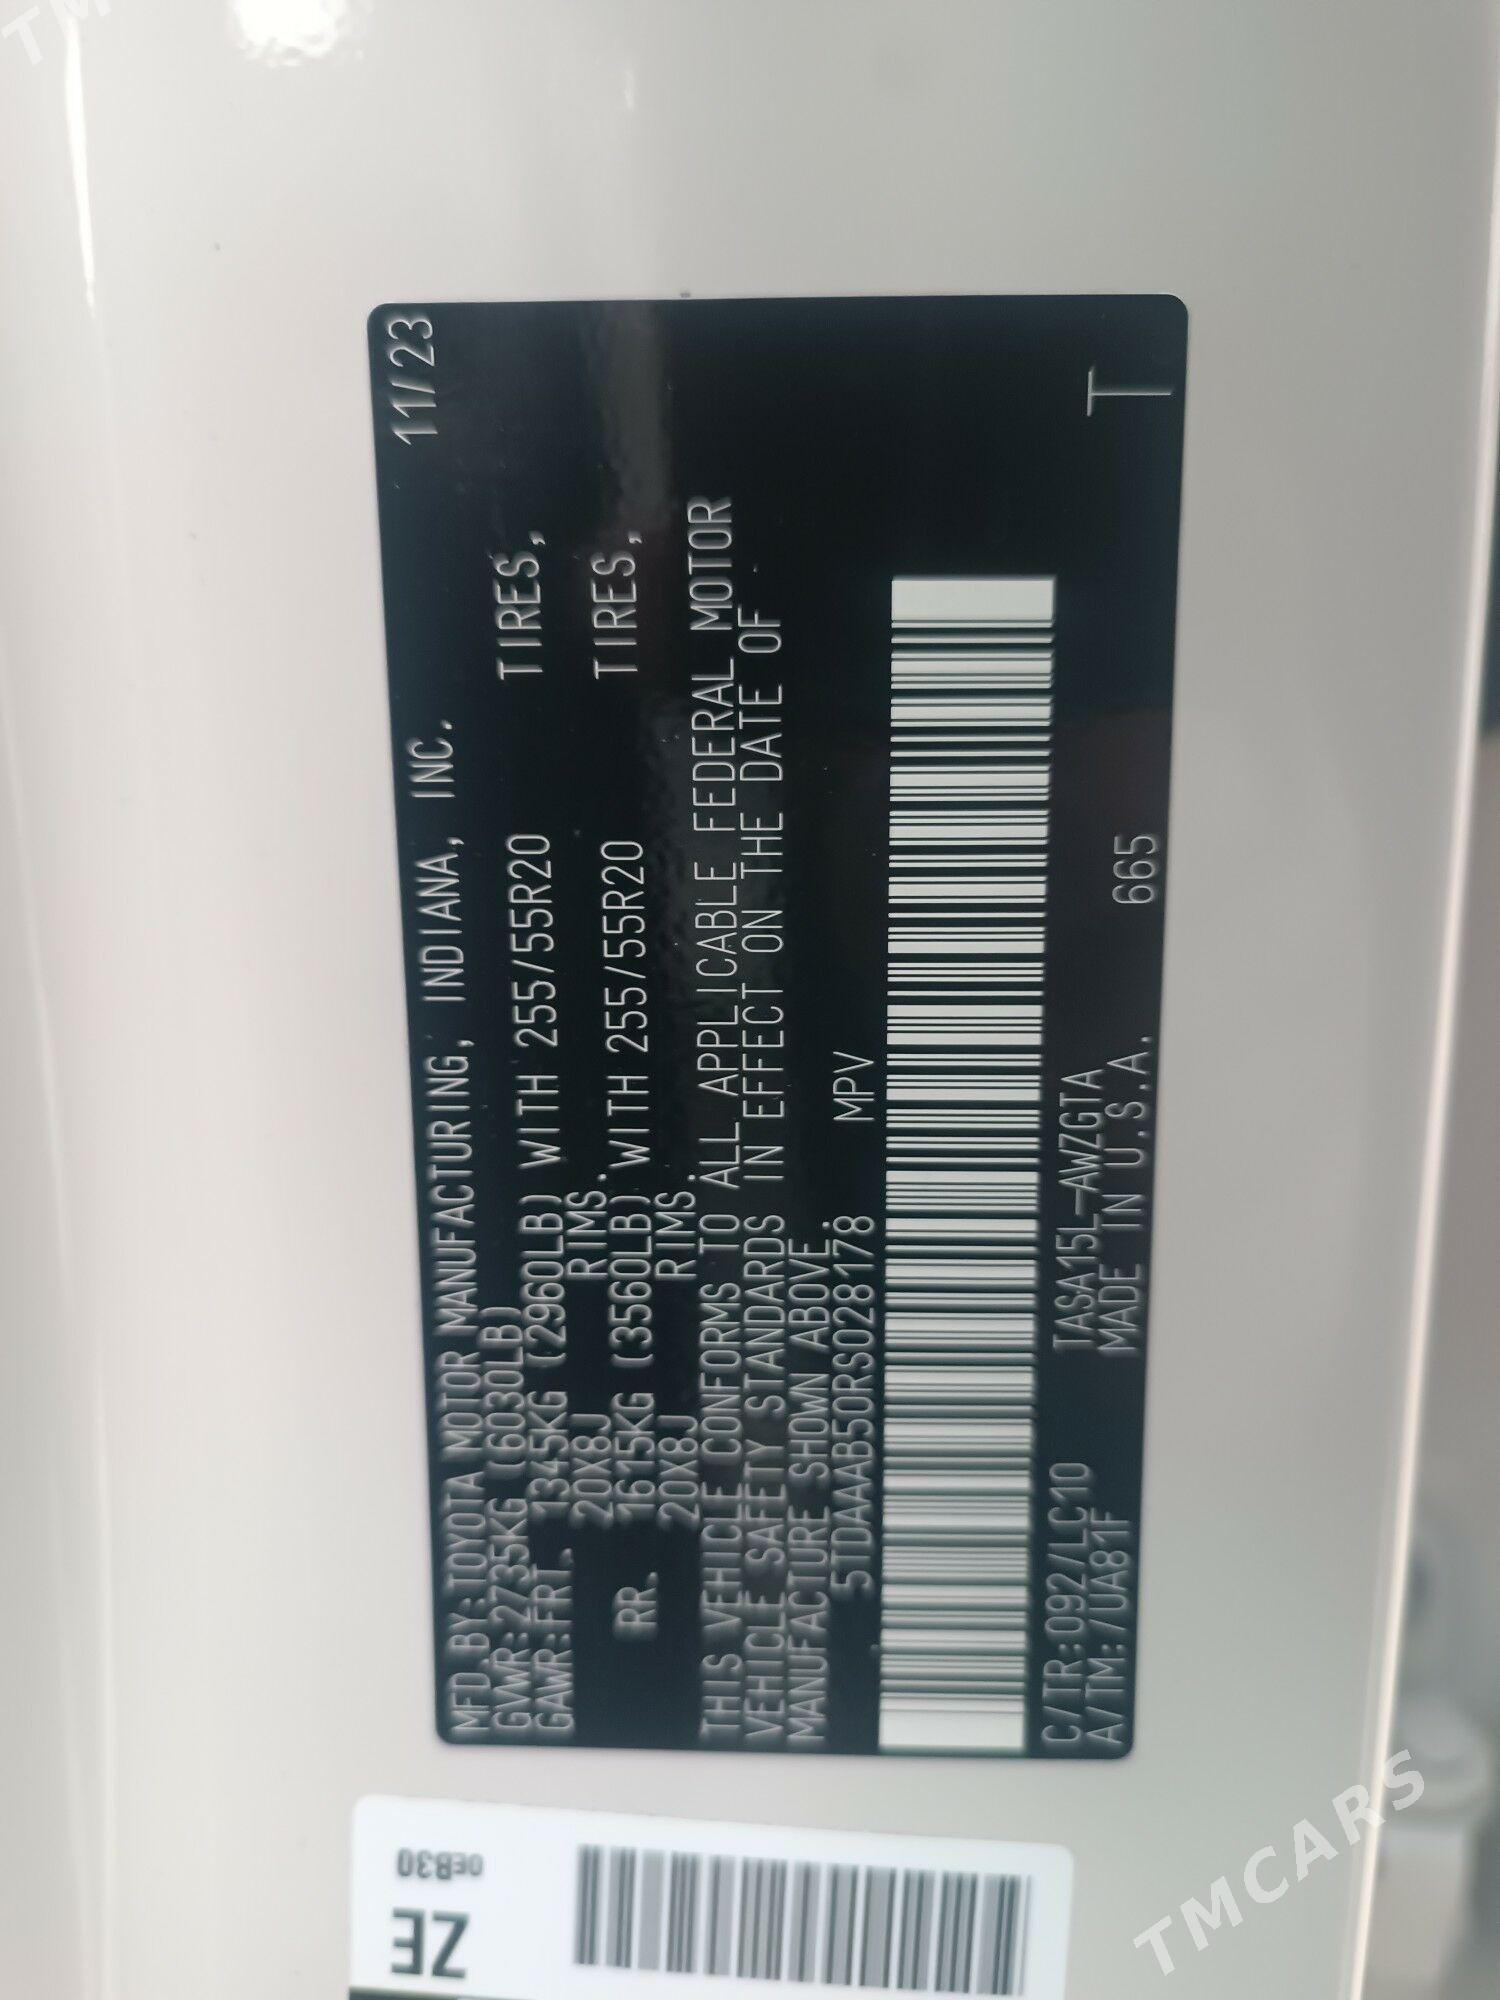 MFD BY: TOYOTA MOTOR MANUFACTURING, INDIANA, INC. 11/23
GVWR: 2735KG (6030LB)
GAWR: FRT. 1345KG (2960LB) WITH 255/55R20 TIRES,
20X8J RIMS.
RR. 1615KG (3560LB) WITH 255/55R20 TIRES,
20X8J RIMS.
THIS VEHICLE CONFORMS TO ALL APPLICABLE FEDERAL MOTOR
VEHICLE SAFETY STANDARDS IN EFFECT ON THE DATE OF
MANUFACTURE SHOWN ABOVE.
5TDAAAB50RS028178 MPV
C/TR: 092/LC10 TASA15L-AWZGTA
A/TM: /UA81F MADE IN U.S.A. 665 T
ZE
0EB30
TMCARS